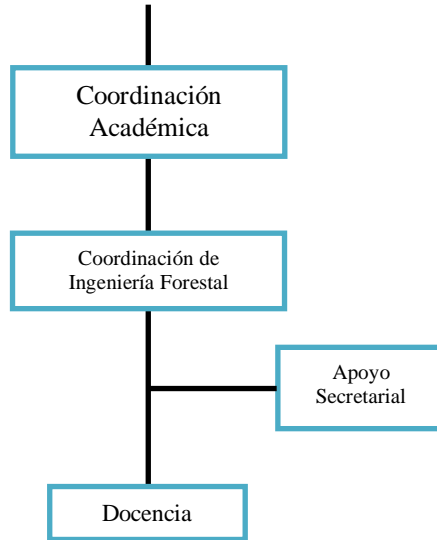 Coordinación
Académica
Coordinación de
Ingeniería Forestal
Apoyo
Secretarial
Docencia